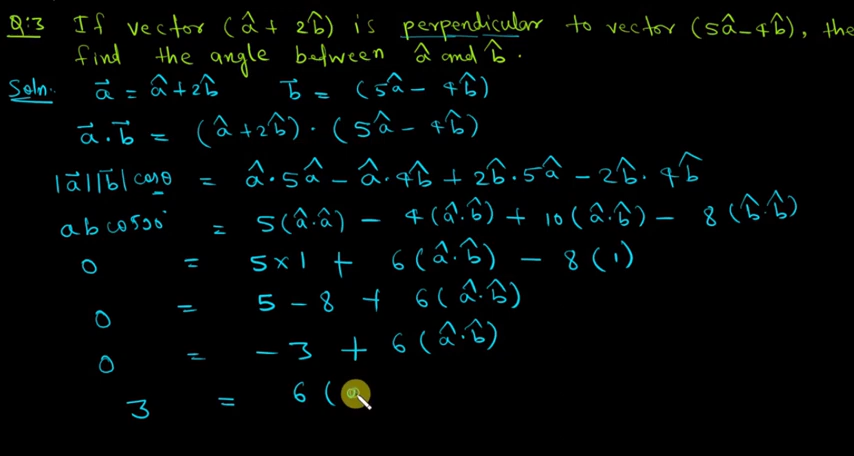 Q:3 If vector (â + 2b̂) is perpendicular to vector (5â − 4b̂), the
find the angle between â and b̂.
Soln. a⃗ = â + 2b̂   b⃗ = (5â − 4b̂)
a⃗ · b⃗ = (â + 2b̂) · (5â − 4b̂)
|a⃗||b⃗| cosθ = â · 5â − â · 4b̂ + 2b̂ · 5â − 2b̂ · 4b̂
ab cos90° = 5(â · â) − 4(â · b̂) + 10(â · b̂) − 8(b̂ · b̂)
0 = 5×1 + 6(â · b̂) − 8(1)
0 = 5 − 8 + 6(â · b̂)
0 = − 3 + 6(â · b̂)
3 = 6(a